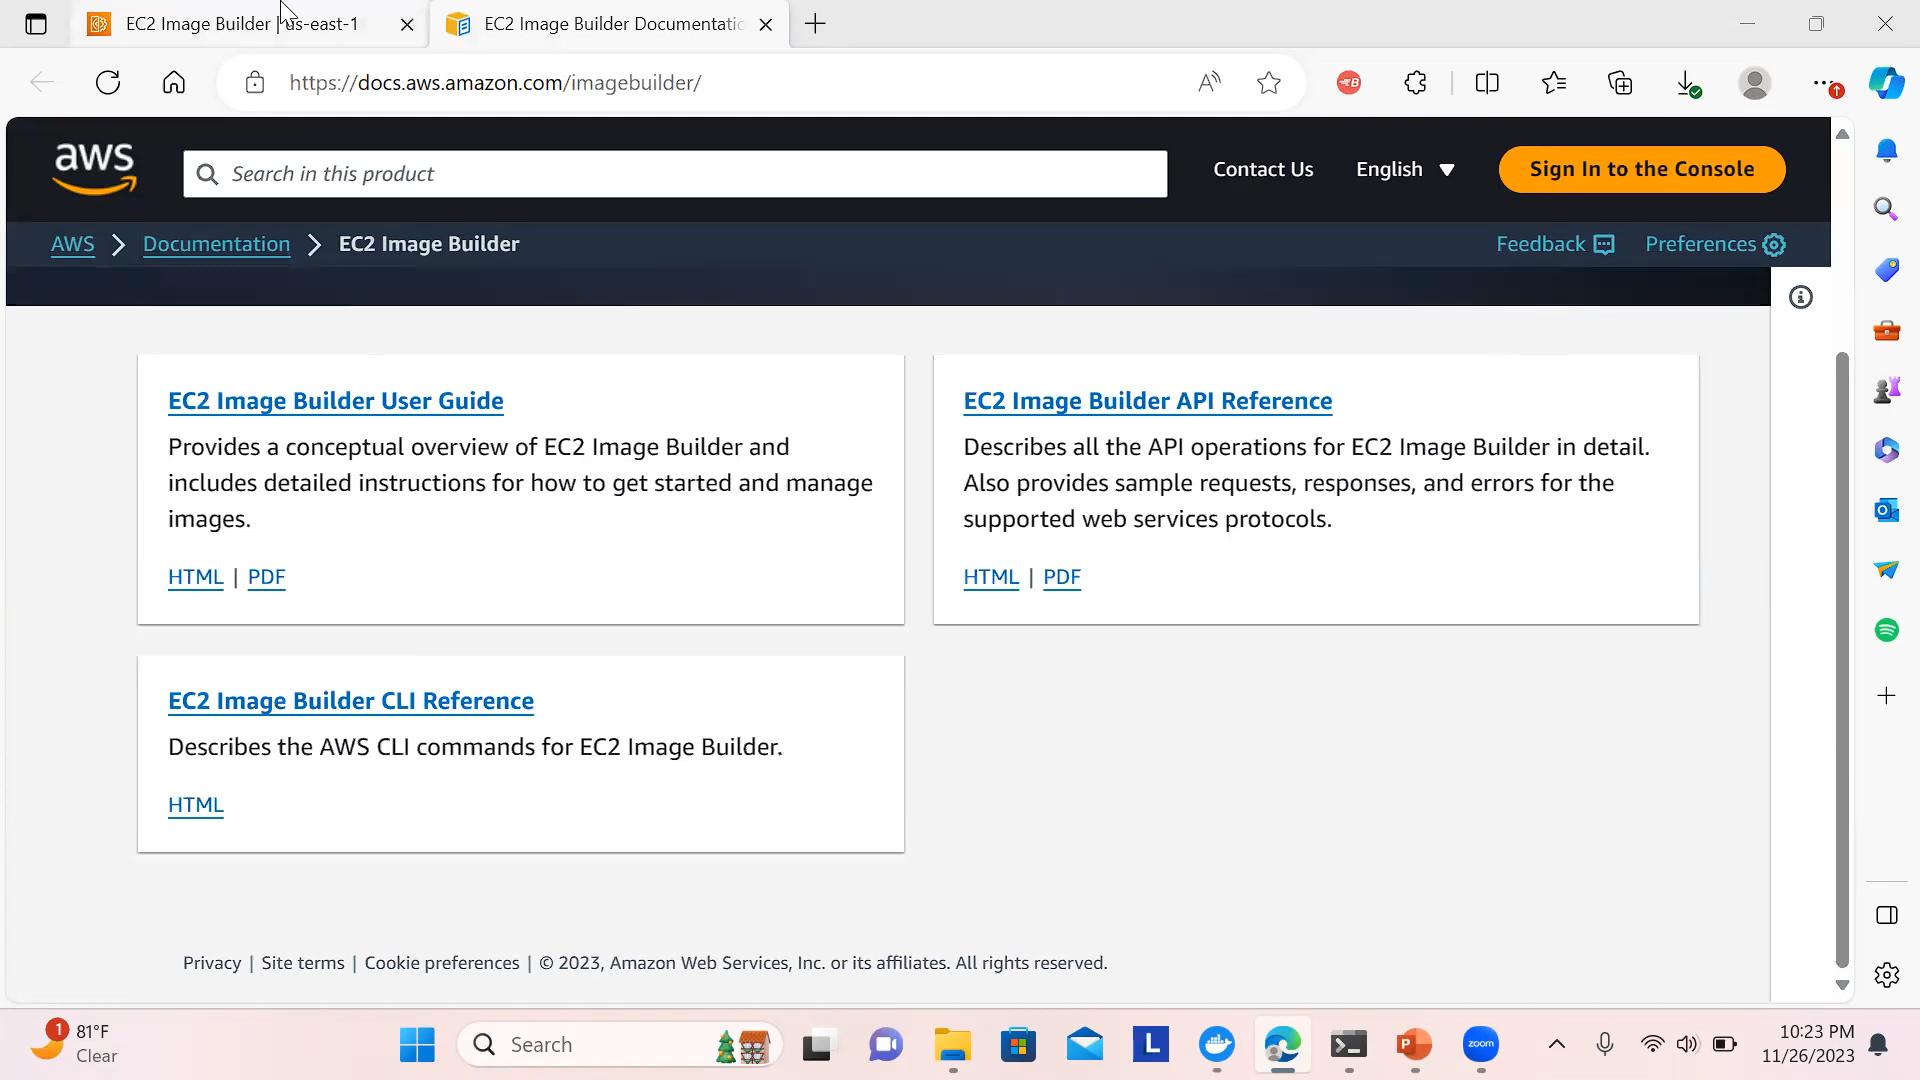 EC2 Image Builder | us-east-1
EC2 Image Builder Documentatio
https://docs.aws.amazon.com/imagebuilder/
aws
Search in this product
Contact Us
English
Sign In to the Console
AWS
Documentation
EC2 Image Builder
Feedback
Preferences
EC2 Image Builder User Guide
Provides a conceptual overview of EC2 Image Builder and
includes detailed instructions for how to get started and manage
images.
HTML | PDF
EC2 Image Builder API Reference
Describes all the API operations for EC2 Image Builder in detail.
Also provides sample requests, responses, and errors for the
supported web services protocols.
HTML | PDF
EC2 Image Builder CLI Reference
Describes the AWS CLI commands for EC2 Image Builder.
HTML
Privacy | Site terms | Cookie preferences | © 2023, Amazon Web Services, Inc. or its affiliates. All rights reserved.
1
81°F
Clear
Search
L
zoom
10:23 PM
11/26/2023